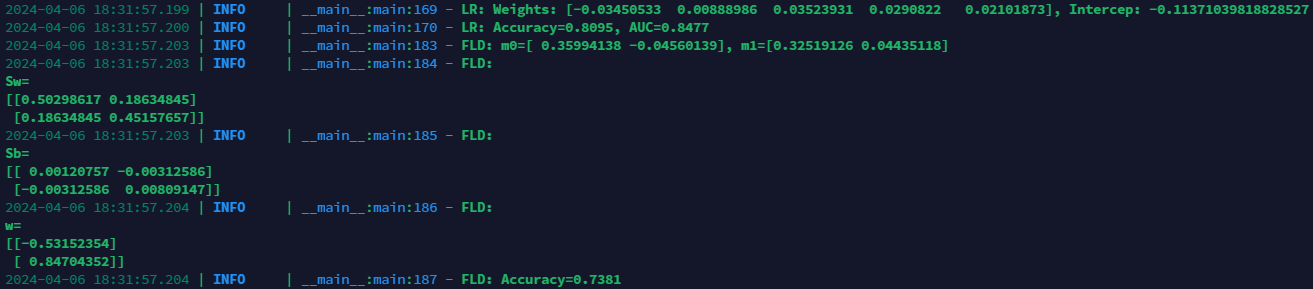 2024-04-06 18:31:57.199 | INFO     | __main__:main:169 - LR: Weights: [-0.03450533  0.00888986  0.03523931  0.0290822   0.02101873], Intercep: -0.11371039818828527
2024-04-06 18:31:57.200 | INFO     | __main__:main:170 - LR: Accuracy=0.8095, AUC=0.8477
2024-04-06 18:31:57.203 | INFO     | __main__:main:183 - FLD: m0=[ 0.35994138 -0.04560139], m1=[0.32519126 0.04435118]
2024-04-06 18:31:57.203 | INFO     | __main__:main:184 - FLD:
Sw=
[[0.50298617 0.18634845]
 [0.18634845 0.45157657]]
2024-04-06 18:31:57.203 | INFO     | __main__:main:185 - FLD:
Sb=
[[ 0.00120757 -0.00312586]
 [-0.00312586  0.00809147]]
2024-04-06 18:31:57.204 | INFO     | __main__:main:186 - FLD:
w=
[[-0.53152354]
 [ 0.84704352]]
2024-04-06 18:31:57.204 | INFO     | __main__:main:187 - FLD: Accuracy=0.7381